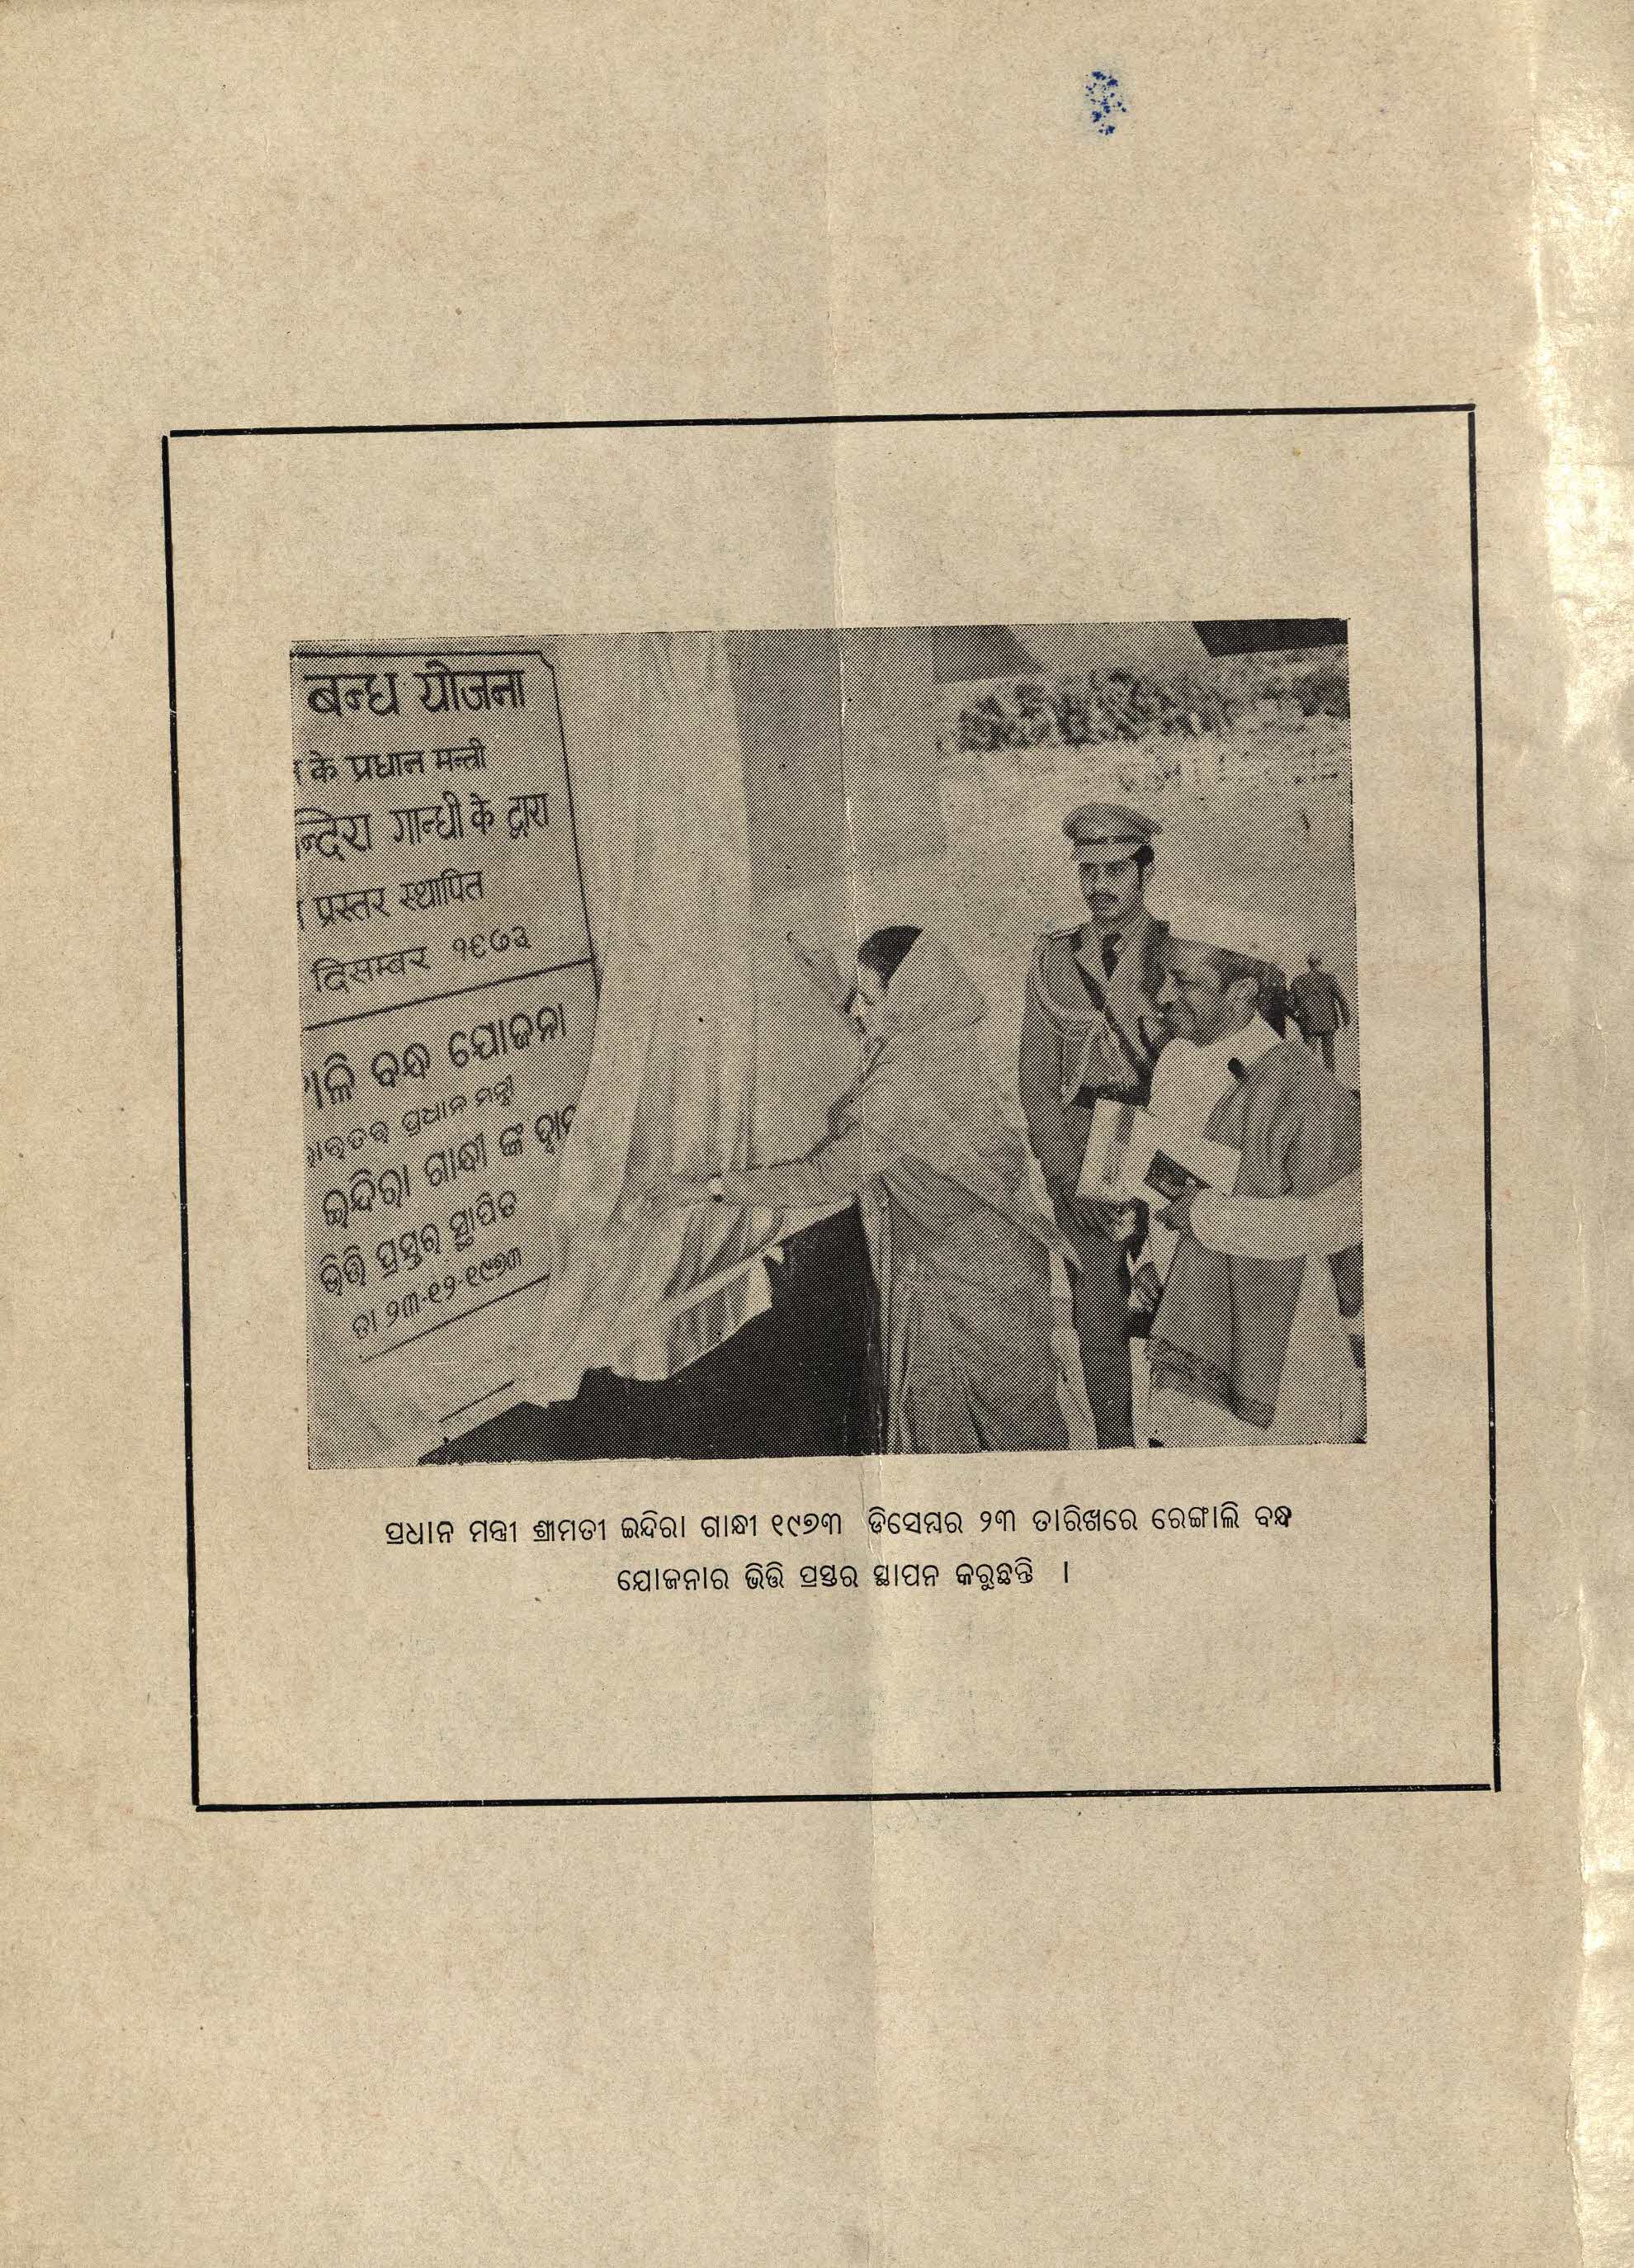 बन्ध योजना
के प्रधान मन्त्री
न्दिरा गान्धी के द्वारा
प्रस्तर स्थापित
दिसम्बर १९७३
ଳି ବନ୍ଧ ଯୋଜନା
ଭାରତର ପ୍ରଧାନ ମନ୍ତ୍ରୀ
ଇନ୍ଦିରା ଗାନ୍ଧୀ ଙ୍କ ଦ୍ୱାରା
ଭିତ୍ତି ପ୍ରସ୍ତର ସ୍ଥାପିତ
ତା ୨୩-୧୨-୧୯୭୩
ପ୍ରଧାନ ମନ୍ତ୍ରୀ ଶ୍ରୀମତୀ ଇନ୍ଦିରା ଗାନ୍ଧୀ ୧୯୭୩ ଡିସେମ୍ବର ୨୩ ତାରିଖରେ ରେଙ୍ଗାଲି ବନ୍ଧ
ଯୋଜନାର ଭିତ୍ତି ପ୍ରସ୍ତର ସ୍ଥାପନ କରୁଛନ୍ତି ।